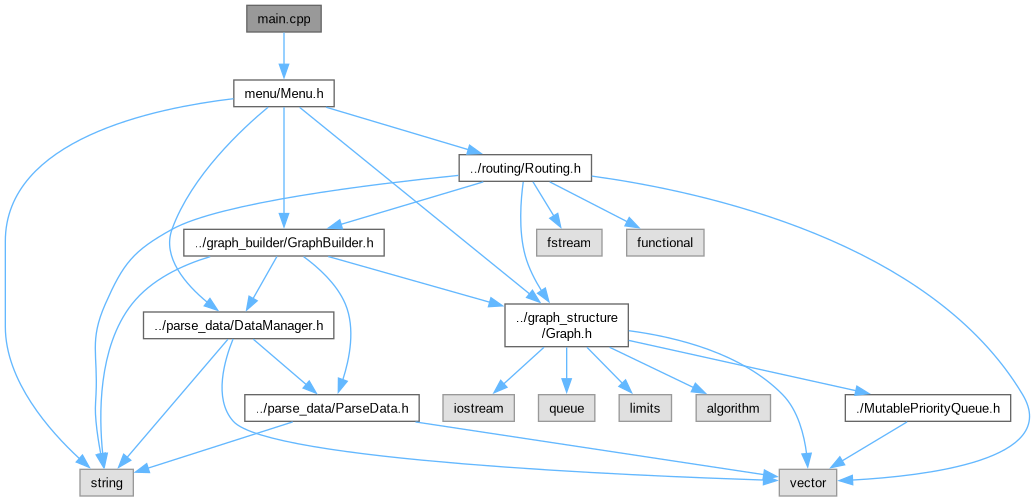 main.cpp
menu/Menu.h
../routing/Routing.h
../graph_builder/GraphBuilder.h
fstream
functional
../parse_data/DataManager.h
../graph_structure
/Graph.h
../parse_data/ParseData.h
iostream
queue
limits
algorithm
./MutablePriorityQueue.h
string
vector